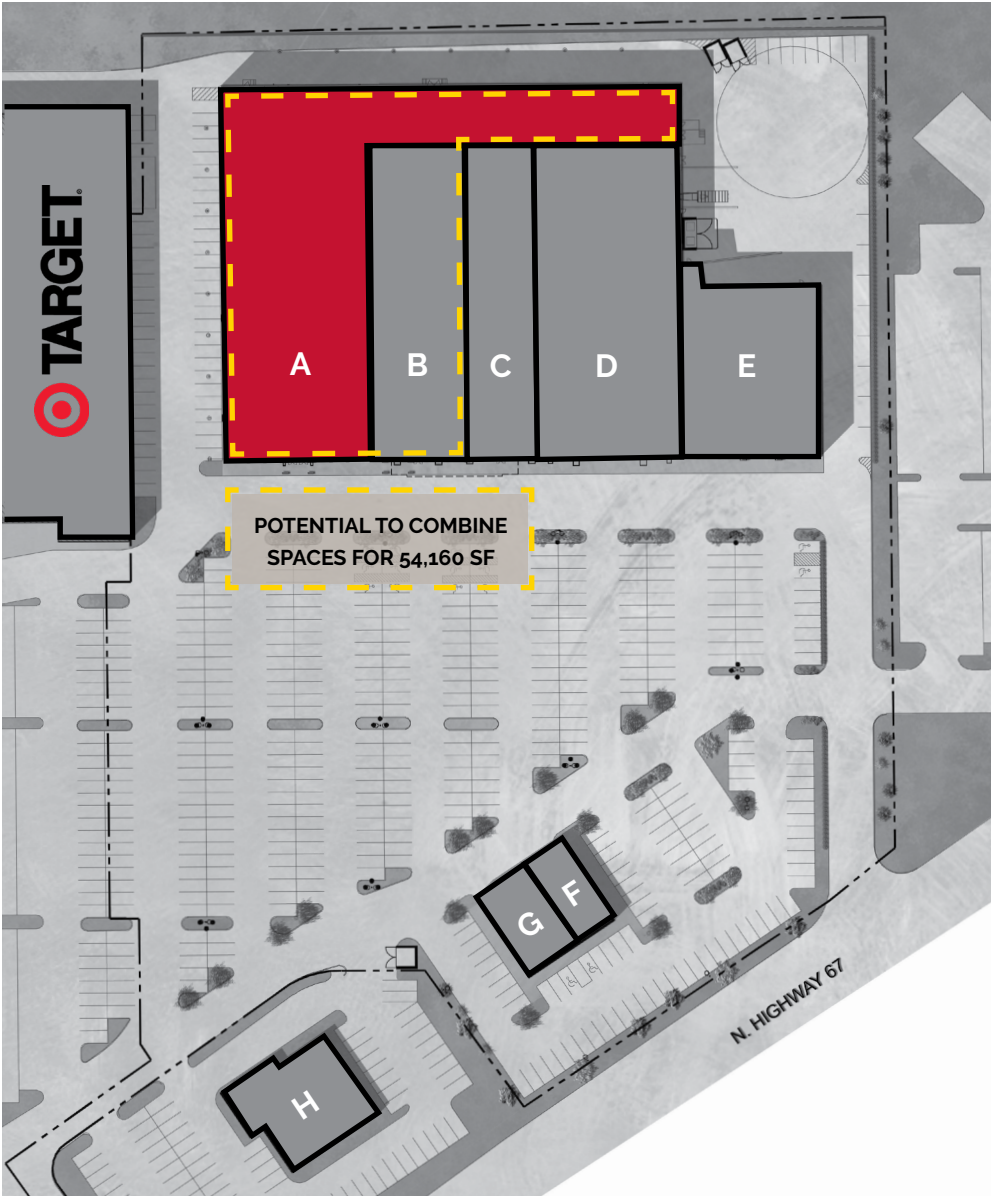 TARGET
A
B
C
D
E
POTENTIAL TO COMBINE
SPACES FOR 54,160 SF
F
G
N. HIGHWAY 67
H